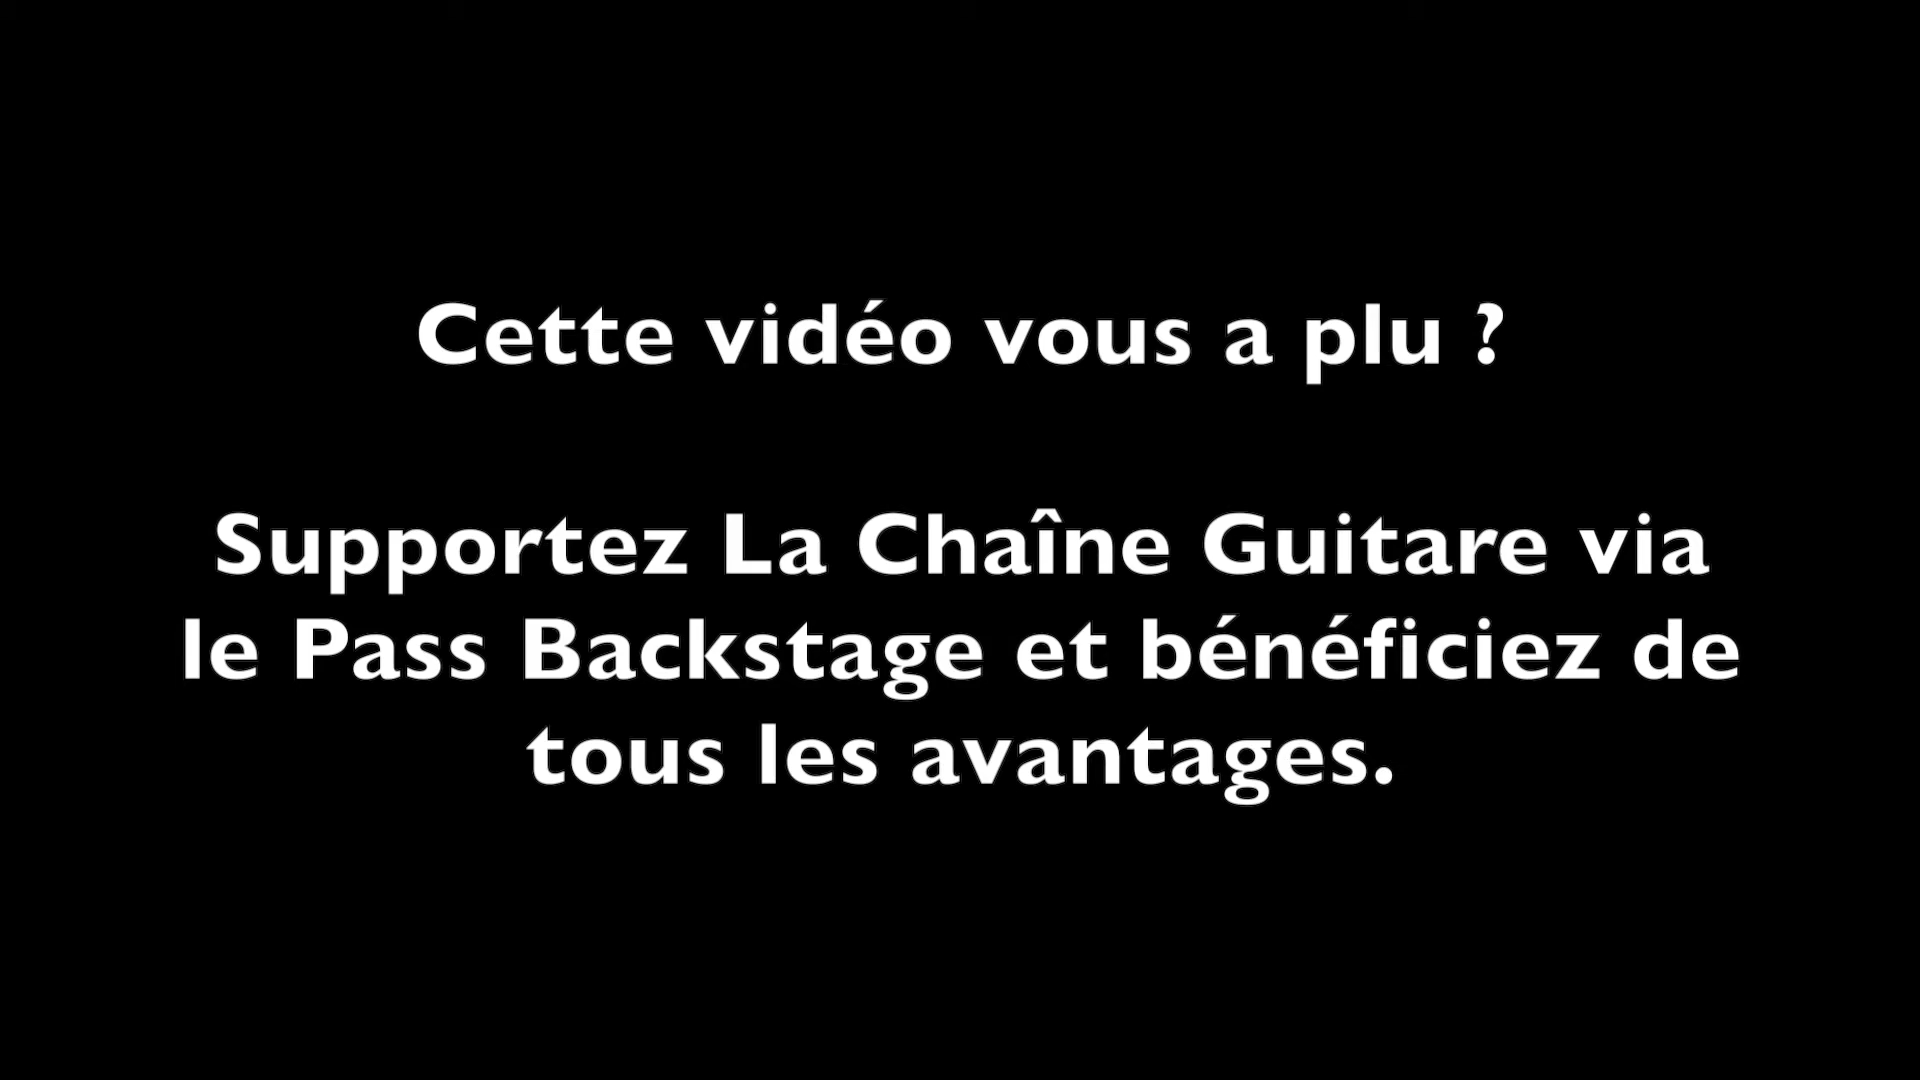 Cette vidéo vous a plu ?
Supportez La Chaîne Guitare via
le Pass Backstage et bénéficiez de
tous les avantages.